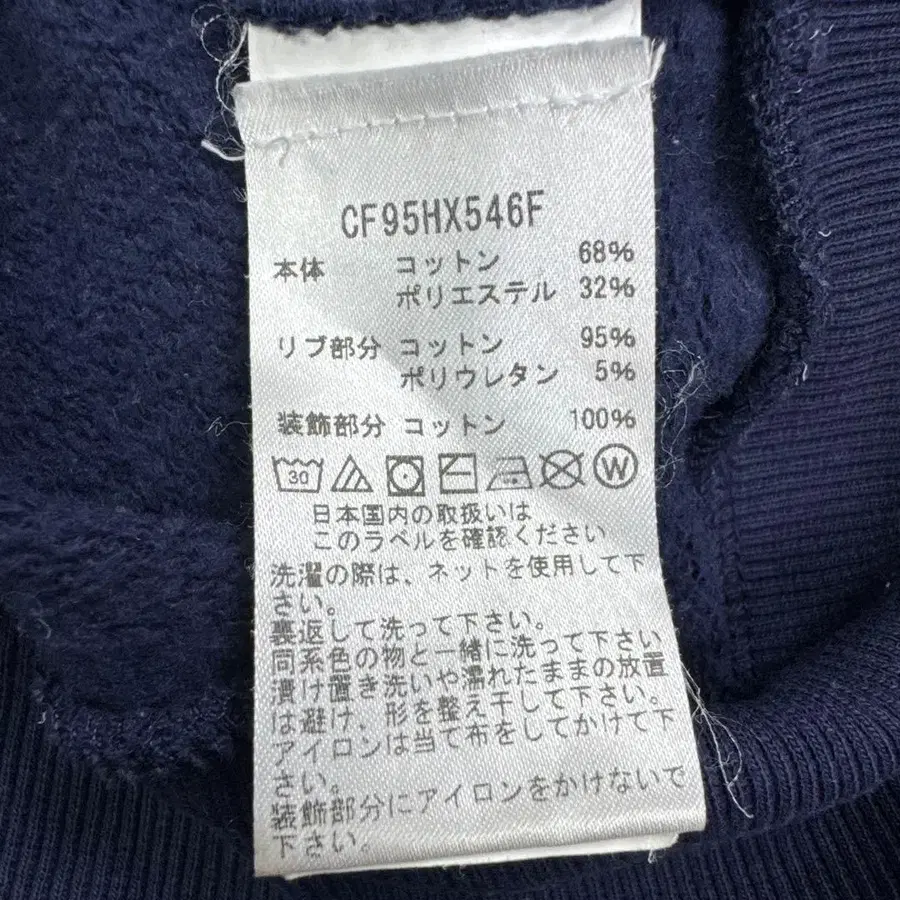 CF95HX546F
本体 コットン 68%
ポリエステル 32%
リブ部分 コットン 95%
ポリウレタン 5%
装飾部分 コットン 100%
30 W
日本国内の取扱いは
このラベルを確認ください
洗濯の際は、ネットを使用して下
さい。
裏返して洗って下さい。
同系色の物と一緒に洗って下さい
漬け置き洗いや濡れたままの放置
は避け、形を整え干して下さい。
アイロンは当て布をしてかけて下
さい。
装飾部分にアイロンをかけないで
下さい。